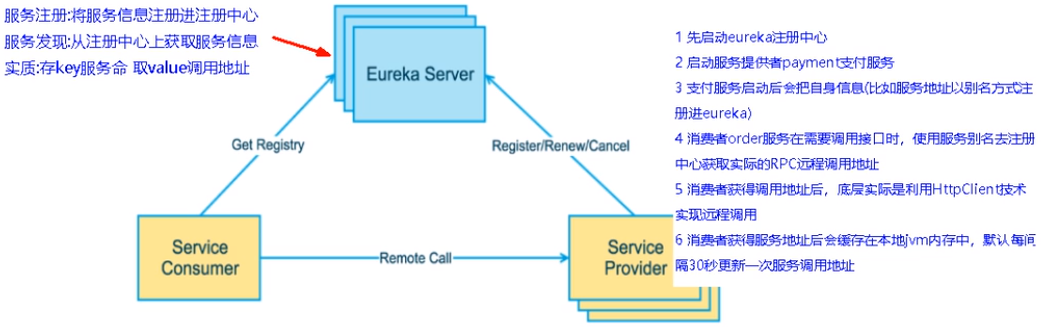 服务注册:将服务信息注册进注册中心
服务发现:从注册中心上获取服务信息
实质:存key服务命 取value调用地址
Eureka Server
Get Registry
Register/Renew/Cancel
Service
Consumer
Remote Call
Service
Provider
1 先启动eureka注册中心
2 启动服务提供者payment支付服务
3 支付服务启动后会把自身信息(比如服务地址以别名方式注
册进eureka)
4 消费者order服务在需要调用接口时，使用服务别名去注册
中心获取实际的RPC远程调用地址
5 消费者获得调用地址后，底层实际是利用HttpClient技术
实现远程调用
6 消费者获得服务地址后会缓存在本地jvm内存中，默认每间
隔30秒更新一次服务调用地址